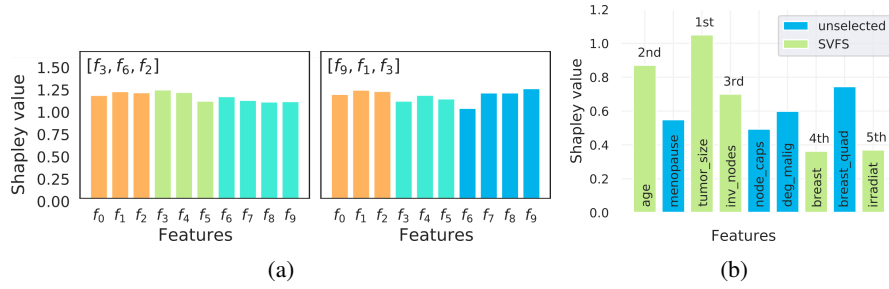 [f3, f6, f2]
[f9, f1, f3]
Shapley value
1.50
1.25
1.00
0.75
0.50
0.25
0.00
f0 f1 f2 f3 f4 f5 f6 f7 f8 f9
f0 f1 f2 f3 f4 f5 f6 f7 f8 f9
Features
Features
(a)
Shapley value
1.2
1.0
0.8
0.6
0.4
0.2
0.0
unselected
SVFS
2nd
1st
3rd
4th
5th
age
menopause
tumor_size
inv_nodes
node_caps
deg_malig
breast
breast_quad
irradiat
Features
(b)